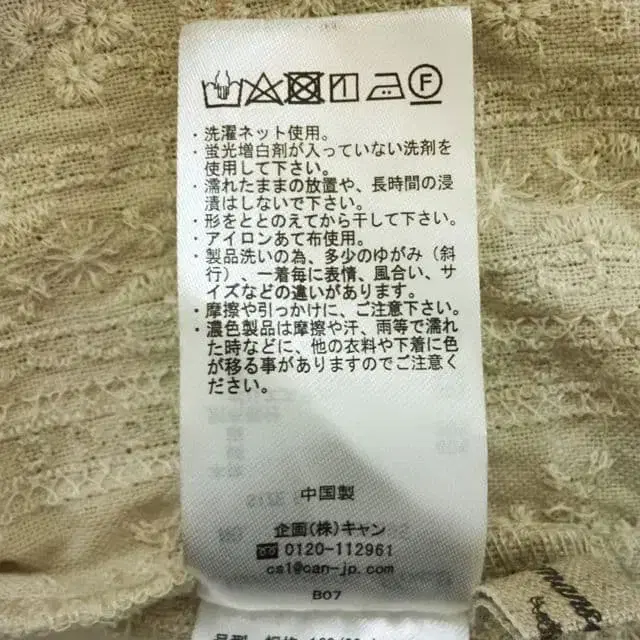 ・洗濯ネット使用。
・蛍光増白剤が入っていない洗剤を
使用して下さい。
・濡れたままの放置や、長時間の浸
漬はしないで下さい。
・形をととのえてから干して下さい。
・アイロンあて布使用。
・製品洗いの為、多少のゆがみ（斜
行）、一着毎に表情、風合い、サ
イズなどの違いがあります。
・摩擦や引っかけに、ご注意下さい。
・濃色製品は摩擦や汗、雨等で濡れ
た時などに、他の衣料や下着に色
が移る事がありますのでご注意く
ださい。
中国製
企画(株)キャン
☎ 0120-112961
cs1@can-jp.com
B07